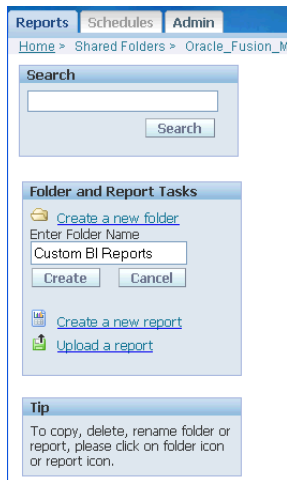 Reports Schedules Admin
Home > Shared Folders > Oracle_Fusion_M
Search
Search
Folder and Report Tasks
Create a new folder
Enter Folder Name
Custom BI Reports
Create Cancel
Create a new report
Upload a report
Tip
To copy, delete, rename folder or
report, please click on folder icon
or report icon.